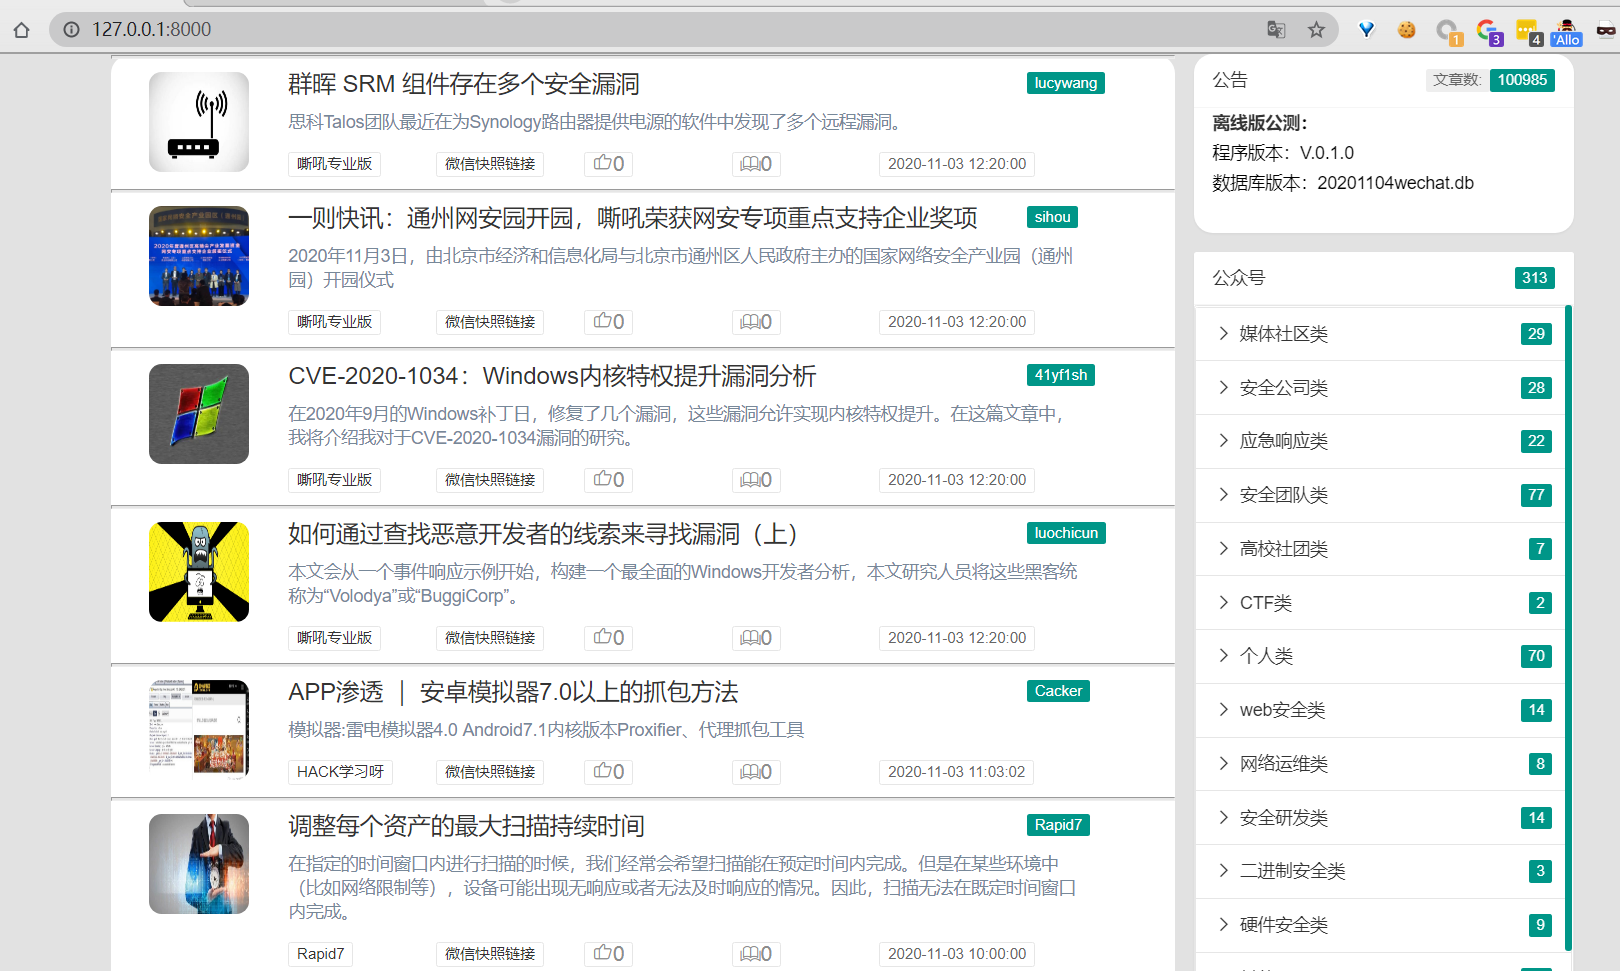 127.0.0.1:8000
1
3
4
'Allo
群晖 SRM 组件存在多个安全漏洞
lucywang
思科Talos团队最近在为Synology路由器提供电源的软件中发现了多个远程漏洞。
嘶吼专业版
微信快照链接
0
0
2020-11-03 12:20:00
一则快讯：通州网安园开园，嘶吼荣获网安专项重点支持企业奖项
sihou
2020年11月3日，由北京市经济和信息化局与北京市通州区人民政府主办的国家网络安全产业园（通州
园）开园仪式
嘶吼专业版
微信快照链接
0
0
2020-11-03 12:20:00
CVE-2020-1034：Windows内核特权提升漏洞分析
41yf1sh
在2020年9月的Windows补丁日，修复了几个漏洞，这些漏洞允许实现内核特权提升。在这篇文章中，
我将介绍我对于CVE-2020-1034漏洞的研究。
嘶吼专业版
微信快照链接
0
0
2020-11-03 12:20:00
如何通过查找恶意开发者的线索来寻找漏洞（上）
luochicun
本文会从一个事件响应示例开始，构建一个最全面的Windows开发者分析，本文研究人员将这些黑客统
称为“Volodya”或“BuggiCorp”。
嘶吼专业版
微信快照链接
0
0
2020-11-03 12:20:00
APP渗透 ｜ 安卓模拟器7.0以上的抓包方法
Cacker
模拟器:雷电模拟器4.0 Android7.1内核版本Proxifier、代理抓包工具
HACK学习呀
微信快照链接
0
0
2020-11-03 11:03:02
调整每个资产的最大扫描持续时间
Rapid7
在指定的时间窗口内进行扫描的时候，我们经常会希望扫描能在预定时间内完成。但是在某些环境中
（比如网络限制等），设备可能出现无响应或者无法及时响应的情况。因此，扫描无法在既定时间窗口
内完成。
Rapid7
微信快照链接
0
0
2020-11-03 10:00:00
公告
文章数:
100985
离线版公测：
程序版本：V.0.1.0
数据库版本：20201104wechat.db
公众号
313
媒体社区类
29
安全公司类
28
应急响应类
22
安全团队类
77
高校社团类
7
CTF类
2
个人类
70
web安全类
14
网络运维类
8
安全研发类
14
二进制安全类
3
硬件安全类
9